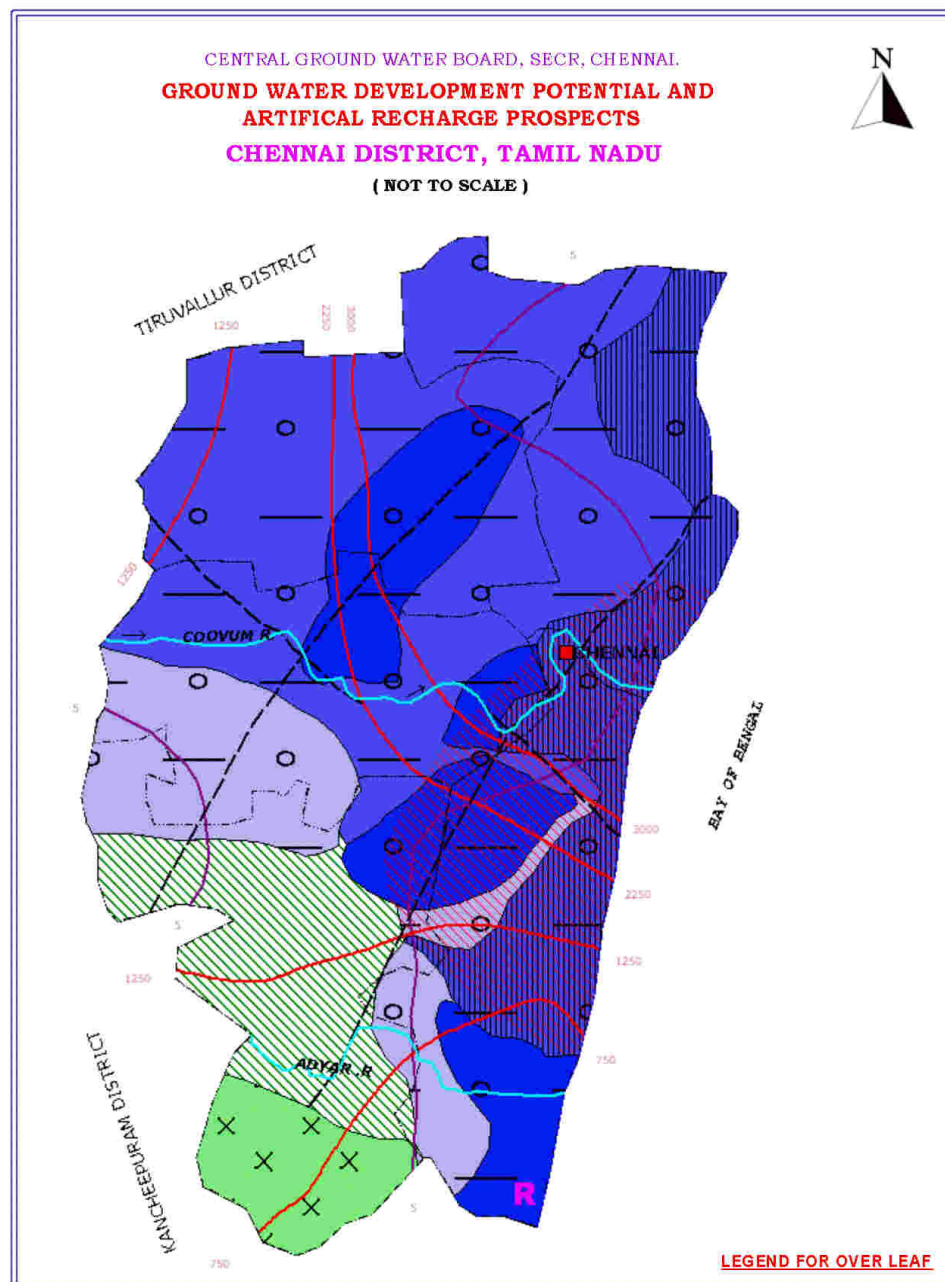 CENTRAL GROUND WATER BOARD, SECR, CHENNAI.
GROUND WATER DEVELOPMENT POTENTIAL AND
ARTIFICAL RECHARGE PROSPECTS
CHENNAI DISTRICT, TAMIL NADU
( NOT TO SCALE )
N
TIRUVALLUR DISTRICT
5
1250
2250
3000
1250
COOVUM R.
CHENNAI
5
BAY OF BENGAL
3000
2250
5
1250
1250
750
ADYAR .R
KANCHEEPURAM DISTRICT
R
5
750
LEGEND FOR OVER LEAF